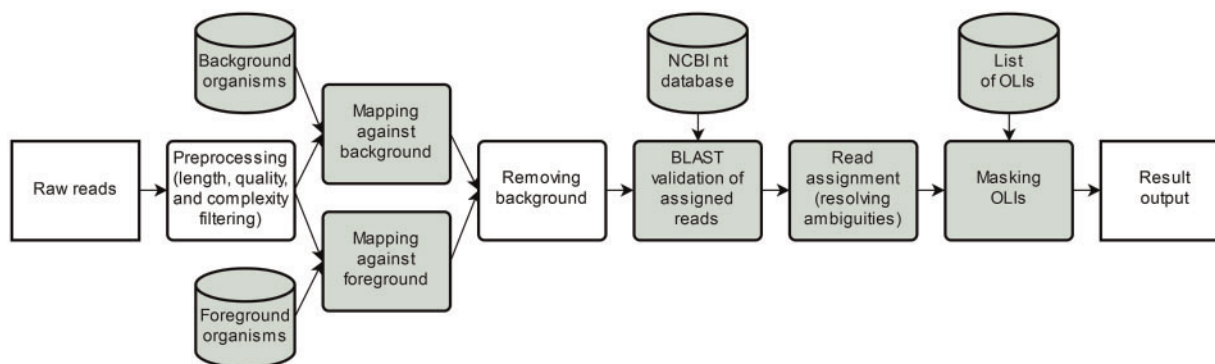 Background
organisms
NCBI nt
database
List
of OLIs
Mapping
against
background
Raw reads
Preprocessing
(length, quality,
and complexity
filtering)
Removing
background
BLAST
validation of
assigned
reads
Read
assignment
(resolving
ambiguities)
Masking
OLIs
Result
output
Mapping
against
foreground
Foreground
organisms